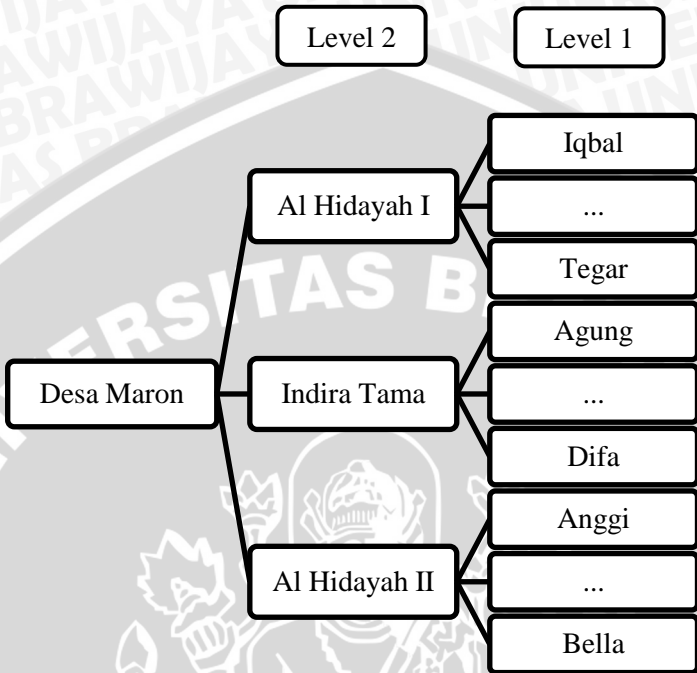 Level 2
Level 1
Desa Maron
Al Hidayah I
Iqbal
...
Tegar
Indira Tama
Agung
...
Difa
Al Hidayah II
Anggi
...
Bella
RSITAS B